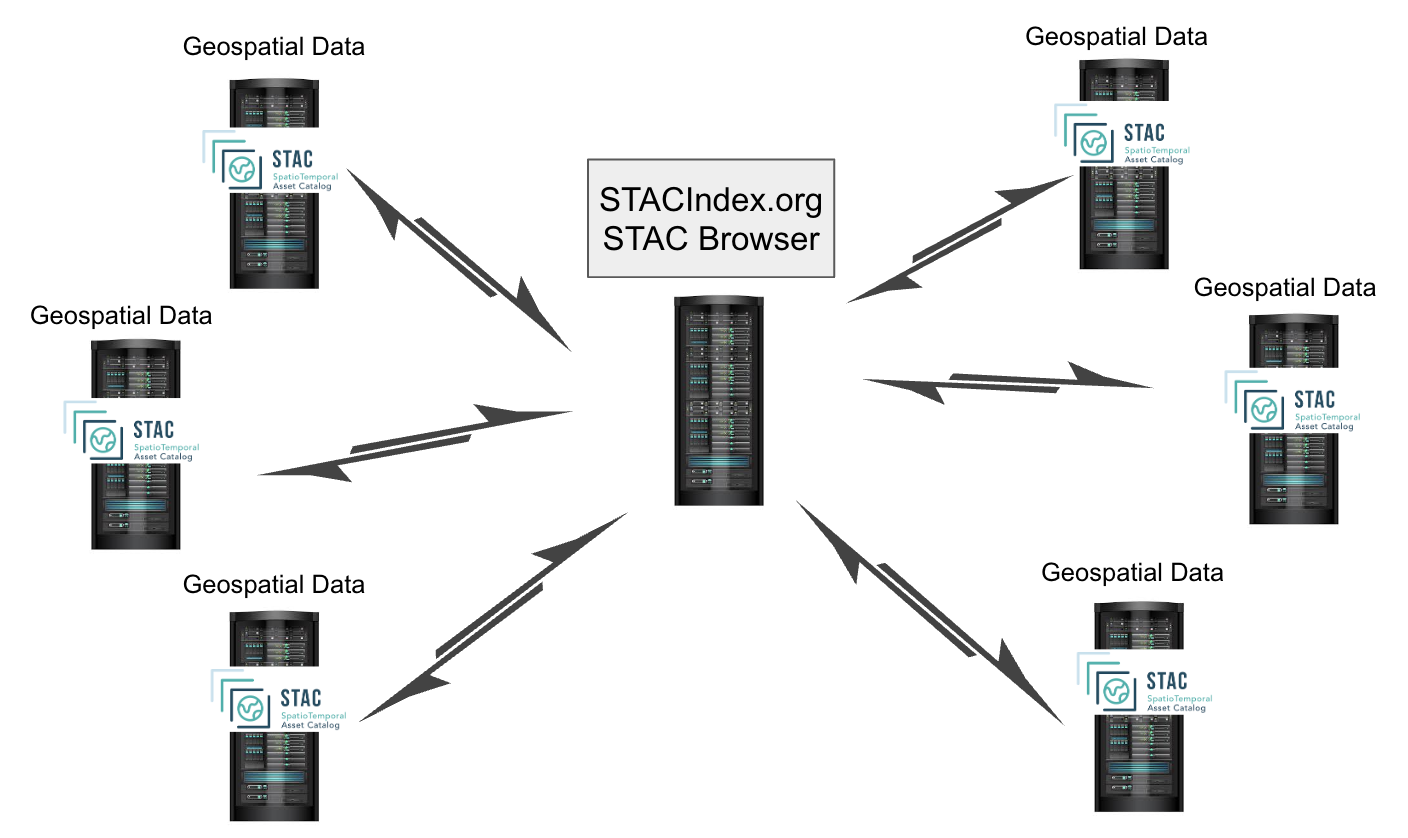 Geospatial Data
STAC
SpatioTemporal
Asset Catalog
Geospatial Data
STAC
SpatioTemporal
Asset Catalog
STACIndex.org
STAC Browser
Geospatial Data
STAC
SpatioTemporal
Asset Catalog
Geospatial Data
STAC
SpatioTemporal
Asset Catalog
Geospatial Data
STAC
SpatioTemporal
Asset Catalog
Geospatial Data
STAC
SpatioTemporal
Asset Catalog